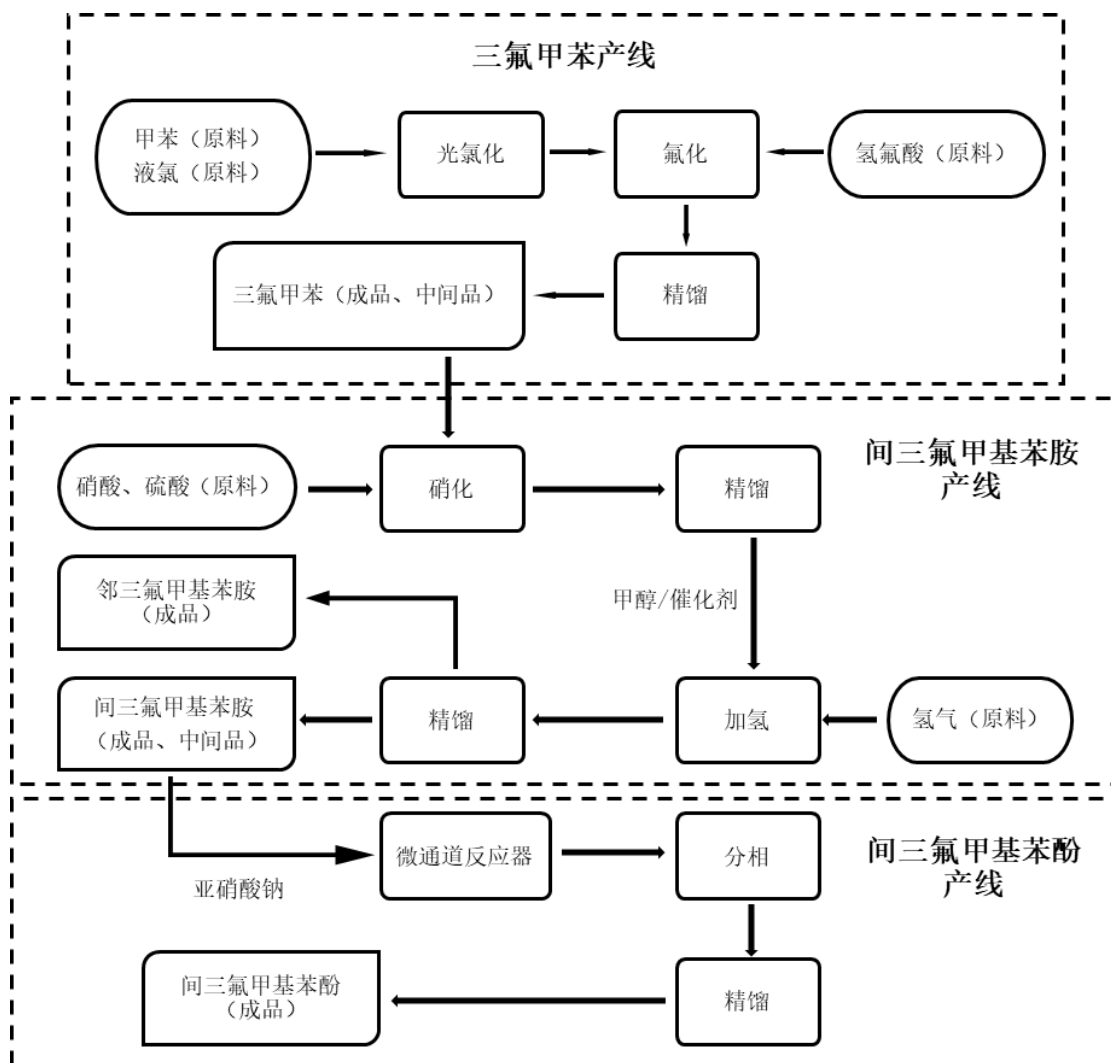 三氟甲苯产线
甲苯（原料）
液氯（原料）
光氯化
氟化
氢氟酸（原料）
三氟甲苯（成品、中间品）
精馏
间三氟甲基苯胺
产线
硝酸、硫酸（原料）
硝化
精馏
邻三氟甲基苯胺
（成品）
甲醇/催化剂
间三氟甲基苯胺
（成品、中间品）
精馏
加氢
氢气（原料）
间三氟甲基苯酚
产线
微通道反应器
分相
亚硝酸钠
间三氟甲基苯酚
（成品）
精馏